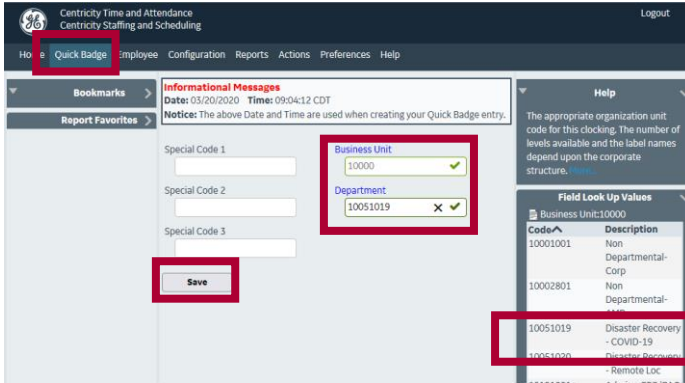 Centricity Time and Attendance
Centricity Staffing and Scheduling
Logout
Home Quick Badge Employee Configuration Reports Actions Preferences Help
Bookmarks
Report Favorites
Informational Messages
Date: 03/20/2020 Time: 09:04:12 CDT
Notice: The above Date and Time are used when creating your Quick Badge entry.
Special Code 1
Special Code 2
Special Code 3
Save
Business Unit
10000
Department
10051019
Help
The appropriate organization unit
code for this clocking. The number of
levels available and the label names
depend upon the corporate
structure. More...
Field Look Up Values
Business Unit:10000
Code Description
10001001 Non
Departmental-
Corp
10002801 Non
Departmental-
10051019 Disaster Recovery
- COVID-19
10051020 Disaster Recovery
- Remote Loc